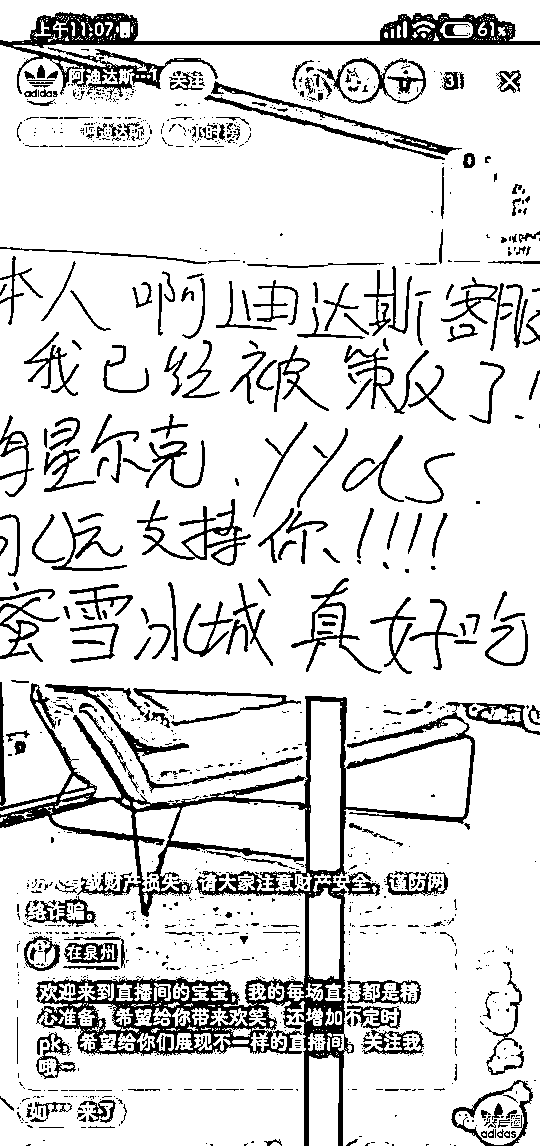 上午11:07
61
阿迪达斯
关注
31
adidas
阿迪达斯
小时榜
本人 啊迪达斯客服
我已经被策反了!
海星尔克.yyds.
永远支持你!!!!
蜜雪冰城 真好吃
财产损失,请大家注意财产安全,谨防网
络诈骗。
在泉州
欢迎来到直播间的宝宝,我的每场直播都是精
心准备,希望给你带来欢笑,还增加不定时
pk,希望给你们展现不一样的直播间,关注我
哦~
如*** 来了
adidas